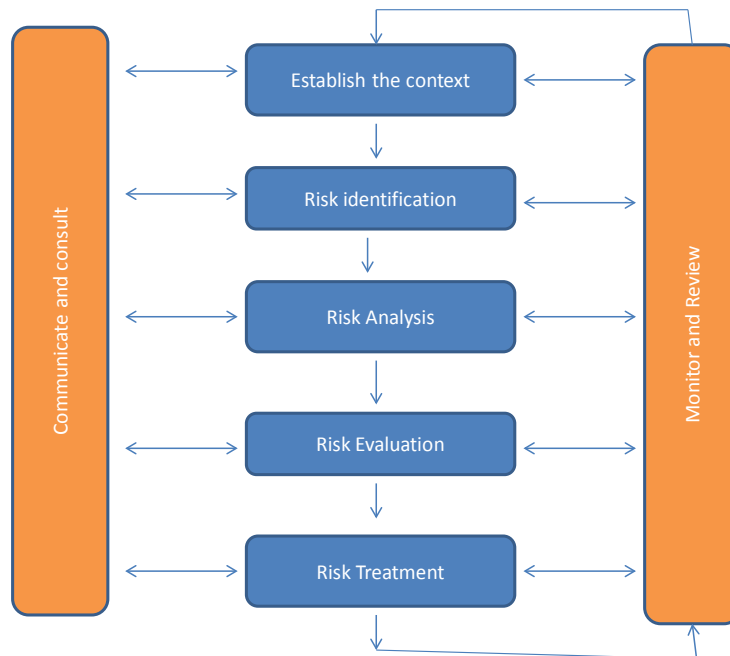 Establish the context
Risk identification
Risk Analysis
Risk Evaluation
Risk Treatment
Communicate and consult
Monitor and Review